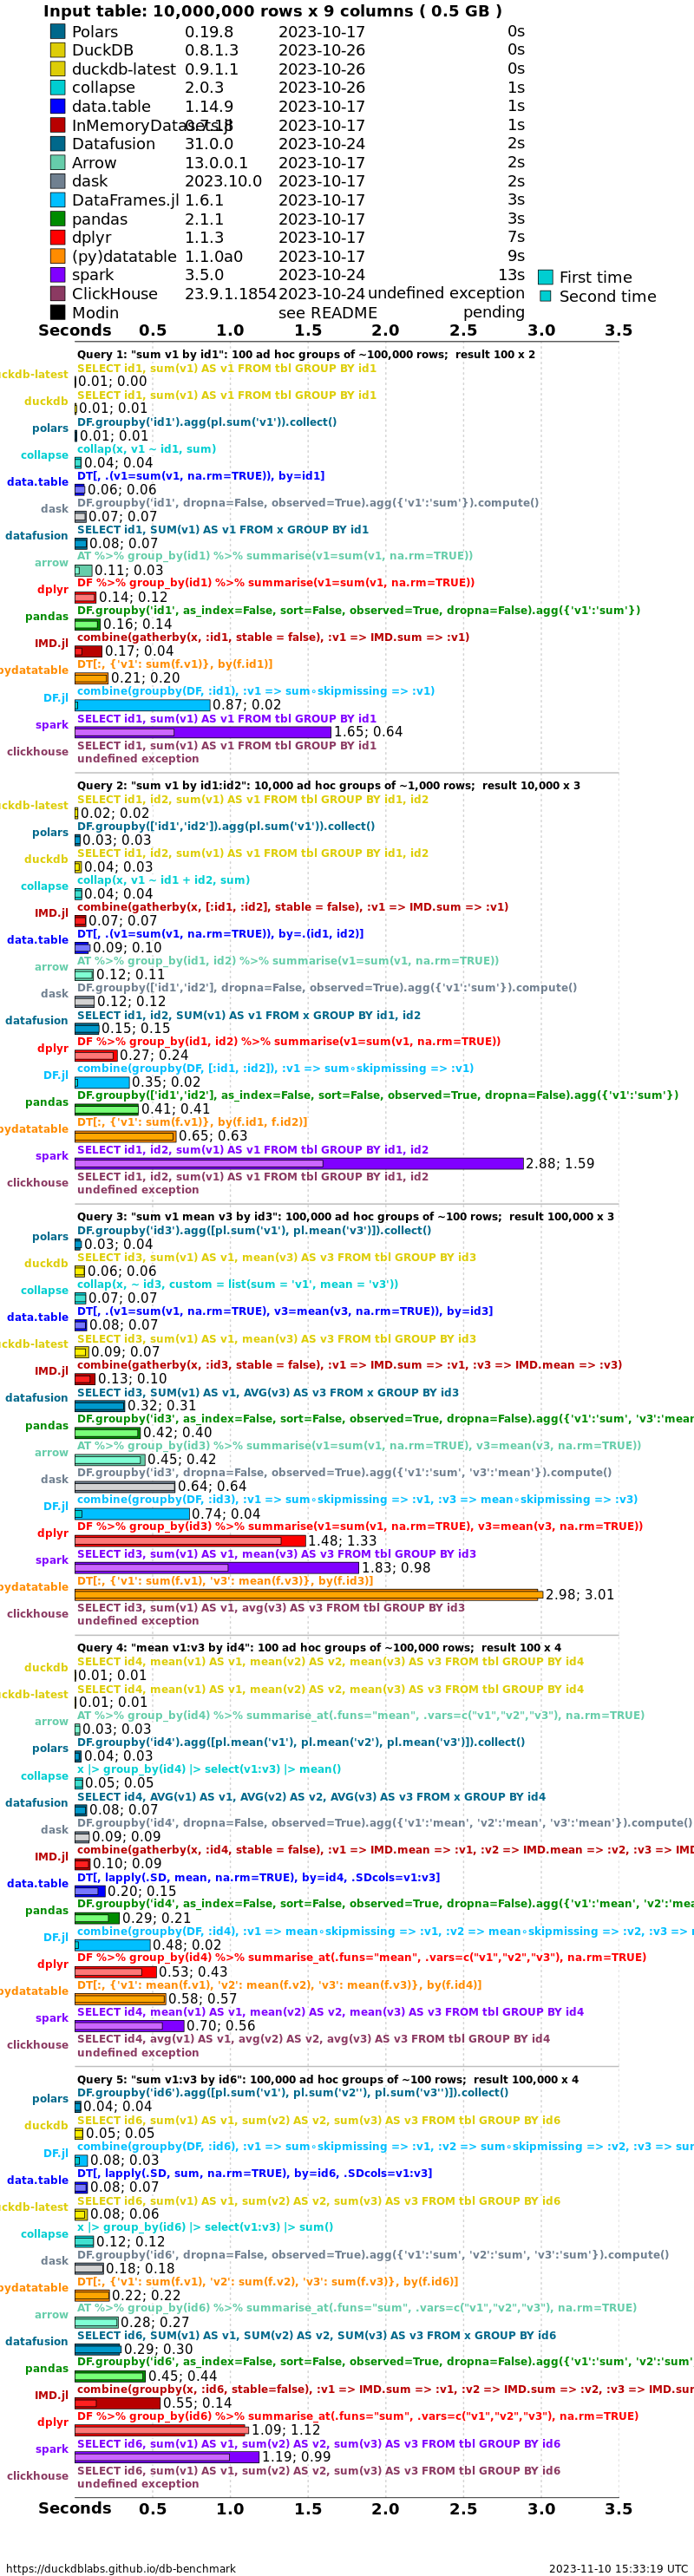 Input table: 10,000,000 rows x 9 columns ( 0.5 GB )
Polars 0.19.8 2023-10-17 0s
DuckDB 0.8.1.3 2023-10-26 0s
duckdb-latest 0.9.1.1 2023-10-26 0s
collapse 2.0.3 2023-10-26 1s
data.table 1.14.9 2023-10-17 1s
InMemoryDatasets.jl 0.7.18 2023-10-17 1s
Datafusion 31.0.0 2023-10-24 2s
Arrow 13.0.0.1 2023-10-17 2s
dask 2023.10.0 2023-10-17 2s
DataFrames.jl 1.6.1 2023-10-17 3s
pandas 2.1.1 2023-10-17 3s
dplyr 1.1.3 2023-10-17 7s
(py)datatable 1.1.0a0 2023-10-17 9s
spark 3.5.0 2023-10-24 13s
ClickHouse 23.9.1.1854 2023-10-24 undefined exception
Modin see README pending
First time
Second time
Seconds 0.5 1.0 1.5 2.0 2.5 3.0 3.5
Query 1: "sum v1 by id1": 100 ad hoc groups of ~100,000 rows; result 100 x 2
uckdb-latest SELECT id1, sum(v1) AS v1 FROM tbl GROUP BY id1
0.01; 0.00
duckdb SELECT id1, sum(v1) AS v1 FROM tbl GROUP BY id1
0.01; 0.01
polars DF.groupby('id1').agg(pl.sum('v1')).collect()
0.01; 0.01
collapse collap(x, v1 ~ id1, sum)
0.04; 0.04
data.table DT[, .(v1=sum(v1, na.rm=TRUE)), by=id1]
0.06; 0.06
dask DF.groupby('id1', dropna=False, observed=True).agg({'v1':'sum'}).compute()
0.07; 0.07
datafusion SELECT id1, SUM(v1) AS v1 FROM x GROUP BY id1
0.08; 0.07
arrow AT %>% group_by(id1) %>% summarise(v1=sum(v1, na.rm=TRUE))
0.11; 0.03
dplyr DF %>% group_by(id1) %>% summarise(v1=sum(v1, na.rm=TRUE))
0.14; 0.12
pandas DF.groupby('id1', as_index=False, sort=False, observed=True, dropna=False).agg({'v1':'sum'})
0.16; 0.14
IMD.jl combine(gatherby(x, :id1, stable = false), :v1 => IMD.sum => :v1)
0.17; 0.04
pydatatable DT[:, {'v1': sum(f.v1)}, by(f.id1)]
0.21; 0.20
DF.jl combine(groupby(DF, :id1), :v1 => sum∘skipmissing => :v1)
0.87; 0.02
spark SELECT id1, sum(v1) AS v1 FROM tbl GROUP BY id1
1.65; 0.64
clickhouse SELECT id1, sum(v1) AS v1 FROM tbl GROUP BY id1
undefined exception
Query 2: "sum v1 by id1:id2": 10,000 ad hoc groups of ~1,000 rows; result 10,000 x 3
uckdb-latest SELECT id1, id2, sum(v1) AS v1 FROM tbl GROUP BY id1, id2
0.02; 0.02
polars DF.groupby(['id1','id2']).agg(pl.sum('v1')).collect()
0.03; 0.03
duckdb SELECT id1, id2, sum(v1) AS v1 FROM tbl GROUP BY id1, id2
0.04; 0.03
collapse collap(x, v1 ~ id1 + id2, sum)
0.04; 0.04
IMD.jl combine(gatherby(x, [:id1, :id2], stable = false), :v1 => IMD.sum => :v1)
0.07; 0.07
data.table DT[, .(v1=sum(v1, na.rm=TRUE)), by=.(id1, id2)]
0.09; 0.10
arrow AT %>% group_by(id1, id2) %>% summarise(v1=sum(v1, na.rm=TRUE))
0.12; 0.11
dask DF.groupby(['id1','id2'], dropna=False, observed=True).agg({'v1':'sum'}).compute()
0.12; 0.12
datafusion SELECT id1, id2, SUM(v1) AS v1 FROM x GROUP BY id1, id2
0.15; 0.15
dplyr DF %>% group_by(id1, id2) %>% summarise(v1=sum(v1, na.rm=TRUE))
0.27; 0.24
DF.jl combine(groupby(DF, [:id1, :id2]), :v1 => sum∘skipmissing => :v1)
0.35; 0.02
pandas DF.groupby(['id1','id2'], as_index=False, sort=False, observed=True, dropna=False).agg({'v1':'sum'})
0.41; 0.41
pydatatable DT[:, {'v1': sum(f.v1)}, by(f.id1, f.id2)]
0.65; 0.63
spark SELECT id1, id2, sum(v1) AS v1 FROM tbl GROUP BY id1, id2
2.88; 1.59
clickhouse SELECT id1, id2, sum(v1) AS v1 FROM tbl GROUP BY id1, id2
undefined exception
Query 3: "sum v1 mean v3 by id3": 100,000 ad hoc groups of ~100 rows; result 100,000 x 3
polars DF.groupby('id3').agg([pl.sum('v1'), pl.mean('v3')]).collect()
0.03; 0.04
duckdb SELECT id3, sum(v1) AS v1, mean(v3) AS v3 FROM tbl GROUP BY id3
0.06; 0.06
collapse collap(x, ~ id3, custom = list(sum = 'v1', mean = 'v3'))
0.07; 0.07
data.table DT[, .(v1=sum(v1, na.rm=TRUE), v3=mean(v3, na.rm=TRUE)), by=id3]
0.08; 0.07
uckdb-latest SELECT id3, sum(v1) AS v1, mean(v3) AS v3 FROM tbl GROUP BY id3
0.09; 0.07
IMD.jl combine(gatherby(x, :id3, stable = false), :v1 => IMD.sum => :v1, :v3 => IMD.mean => :v3)
0.13; 0.10
datafusion SELECT id3, SUM(v1) AS v1, AVG(v3) AS v3 FROM x GROUP BY id3
0.32; 0.31
pandas DF.groupby('id3', as_index=False, sort=False, observed=True, dropna=False).agg({'v1':'sum', 'v3':'mean
0.42; 0.40
arrow AT %>% group_by(id3) %>% summarise(v1=sum(v1, na.rm=TRUE), v3=mean(v3, na.rm=TRUE))
0.45; 0.42
dask DF.groupby('id3', dropna=False, observed=True).agg({'v1':'sum', 'v3':'mean'}).compute()
0.64; 0.64
DF.jl combine(groupby(DF, :id3), :v1 => sum∘skipmissing => :v1, :v3 => mean∘skipmissing => :v3)
0.74; 0.04
dplyr DF %>% group_by(id3) %>% summarise(v1=sum(v1, na.rm=TRUE), v3=mean(v3, na.rm=TRUE))
1.48; 1.33
spark SELECT id3, sum(v1) AS v1, mean(v3) AS v3 FROM tbl GROUP BY id3
1.83; 0.98
pydatatable DT[:, {'v1': sum(f.v1), 'v3': mean(f.v3)}, by(f.id3)]
2.98; 3.01
clickhouse SELECT id3, sum(v1) AS v1, avg(v3) AS v3 FROM tbl GROUP BY id3
undefined exception
Query 4: "mean v1:v3 by id4": 100 ad hoc groups of ~100,000 rows; result 100 x 4
duckdb SELECT id4, mean(v1) AS v1, mean(v2) AS v2, mean(v3) AS v3 FROM tbl GROUP BY id4
0.01; 0.01
uckdb-latest SELECT id4, mean(v1) AS v1, mean(v2) AS v2, mean(v3) AS v3 FROM tbl GROUP BY id4
0.01; 0.01
arrow AT %>% group_by(id4) %>% summarise_at(.funs="mean", .vars=c("v1","v2","v3"), na.rm=TRUE)
0.03; 0.03
polars DF.groupby('id4').agg([pl.mean('v1'), pl.mean('v2'), pl.mean('v3')]).collect()
0.04; 0.03
collapse x |> group_by(id4) |> select(v1:v3) |> mean()
0.05; 0.05
datafusion SELECT id4, AVG(v1) AS v1, AVG(v2) AS v2, AVG(v3) AS v3 FROM x GROUP BY id4
0.08; 0.07
dask DF.groupby('id4', dropna=False, observed=True).agg({'v1':'mean', 'v2':'mean', 'v3':'mean'}).compute()
0.09; 0.09
IMD.jl combine(gatherby(x, :id4, stable = false), :v1 => IMD.mean => :v1, :v2 => IMD.mean => :v2, :v3 => IMD
0.10; 0.09
data.table DT[, lapply(.SD, mean, na.rm=TRUE), by=id4, .SDcols=v1:v3]
0.20; 0.15
pandas DF.groupby('id4', as_index=False, sort=False, observed=True, dropna=False).agg({'v1':'mean', 'v2':'mea
0.29; 0.21
DF.jl combine(groupby(DF, :id4), :v1 => mean∘skipmissing => :v1, :v2 => mean∘skipmissing => :v2, :v3 => r
0.48; 0.02
dplyr DF %>% group_by(id4) %>% summarise_at(.funs="mean", .vars=c("v1","v2","v3"), na.rm=TRUE)
0.53; 0.43
pydatatable DT[:, {'v1': mean(f.v1), 'v2': mean(f.v2), 'v3': mean(f.v3)}, by(f.id4)]
0.58; 0.57
spark SELECT id4, mean(v1) AS v1, mean(v2) AS v2, mean(v3) AS v3 FROM tbl GROUP BY id4
0.70; 0.56
clickhouse SELECT id4, avg(v1) AS v1, avg(v2) AS v2, avg(v3) AS v3 FROM tbl GROUP BY id4
undefined exception
Query 5: "sum v1:v3 by id6": 100,000 ad hoc groups of ~100 rows; result 100,000 x 4
polars DF.groupby('id6').agg([pl.sum('v1'), pl.sum('v2''), pl.sum('v3'')]).collect()
0.04; 0.04
duckdb SELECT id6, sum(v1) AS v1, sum(v2) AS v2, sum(v3) AS v3 FROM tbl GROUP BY id6
0.05; 0.05
DF.jl combine(groupby(DF, :id6), :v1 => sum∘skipmissing => :v1, :v2 => sum∘skipmissing => :v2, :v3 => sur
0.08; 0.03
data.table DT[, lapply(.SD, sum, na.rm=TRUE), by=id6, .SDcols=v1:v3]
0.08; 0.07
uckdb-latest SELECT id6, sum(v1) AS v1, sum(v2) AS v2, sum(v3) AS v3 FROM tbl GROUP BY id6
0.08; 0.06
collapse x |> group_by(id6) |> select(v1:v3) |> sum()
0.12; 0.12
dask DF.groupby('id6', dropna=False, observed=True).agg({'v1':'sum', 'v2':'sum', 'v3':'sum'}).compute()
0.18; 0.18
pydatatable DT[:, {'v1': sum(f.v1), 'v2': sum(f.v2), 'v3': sum(f.v3)}, by(f.id6)]
0.22; 0.22
arrow AT %>% group_by(id6) %>% summarise_at(.funs="sum", .vars=c("v1","v2","v3"), na.rm=TRUE)
0.28; 0.27
datafusion SELECT id6, SUM(v1) AS v1, SUM(v2) AS v2, SUM(v3) AS v3 FROM x GROUP BY id6
0.29; 0.30
pandas DF.groupby('id6', as_index=False, sort=False, observed=True, dropna=False).agg({'v1':'sum', 'v2':'sum'
0.45; 0.44
IMD.jl combine(groupby(x, :id6, stable=false), :v1 => IMD.sum => :v1, :v2 => IMD.sum => :v2, :v3 => IMD.sur
0.55; 0.14
dplyr DF %>% group_by(id6) %>% summarise_at(.funs="sum", .vars=c("v1","v2","v3"), na.rm=TRUE)
1.09; 1.12
spark SELECT id6, sum(v1) AS v1, sum(v2) AS v2, sum(v3) AS v3 FROM tbl GROUP BY id6
1.19; 0.99
clickhouse SELECT id6, sum(v1) AS v1, sum(v2) AS v2, sum(v3) AS v3 FROM tbl GROUP BY id6
undefined exception
Seconds 0.5 1.0 1.5 2.0 2.5 3.0 3.5
https://duckdblabs.github.io/db-benchmark 2023-11-10 15:33:19 UTC